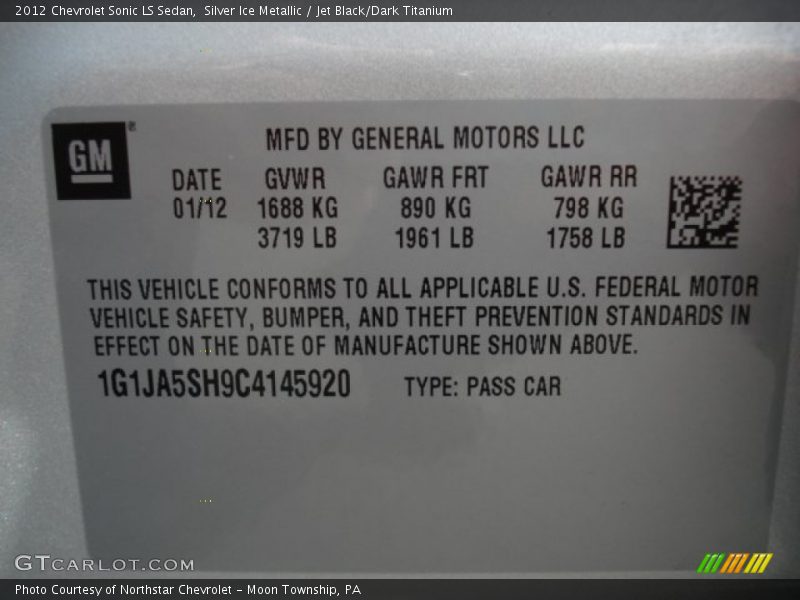 2012 Chevrolet Sonic LS Sedan, Silver Ice Metallic / Jet Black/Dark Titanium
GM
MFD BY GENERAL MOTORS LLC
DATE GVWR GAWR FRT GAWR RR
01/12 1688 KG 890 KG 798 KG
3719 LB 1961 LB 1758 LB
THIS VEHICLE CONFORMS TO ALL APPLICABLE U.S. FEDERAL MOTOR
VEHICLE SAFETY, BUMPER, AND THEFT PREVENTION STANDARDS IN
EFFECT ON THE DATE OF MANUFACTURE SHOWN ABOVE.
1G1JA5SH9C4145920 TYPE: PASS CAR
GTCARLOT.COM
Photo Courtesy of Northstar Chevrolet - Moon Township, PA